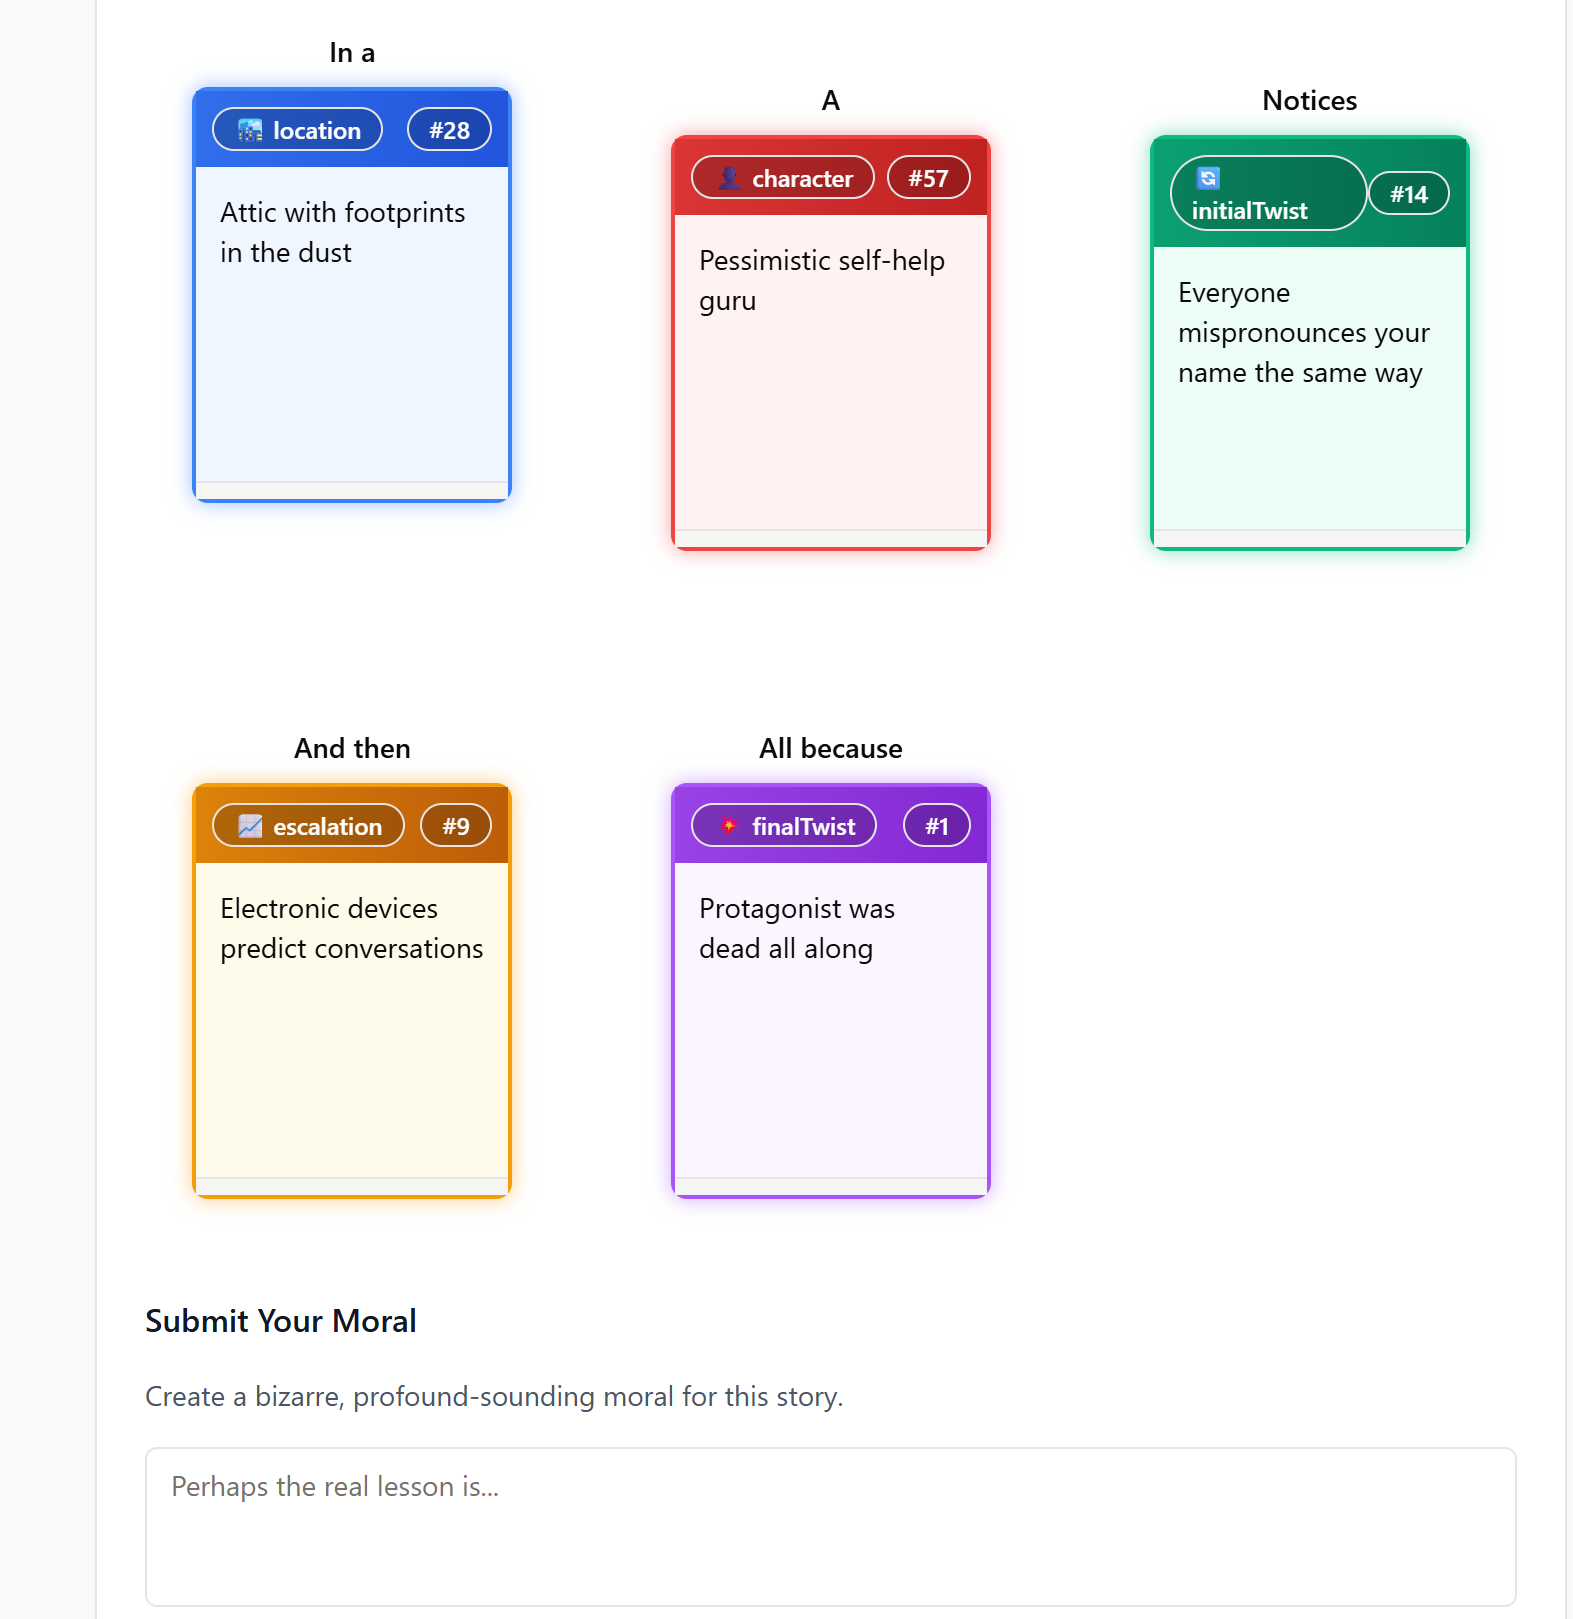 In a
location
#28
Attic with footprints
in the dust
A
character
#57
Pessimistic self-help
guru
Notices
initialTwist
#14
Everyone
mispronounces your
name the same way
And then
escalation
#9
Electronic devices
predict conversations
All because
finalTwist
#1
Protagonist was
dead all along
Submit Your Moral
Create a bizarre, profound-sounding moral for this story.
Perhaps the real lesson is...